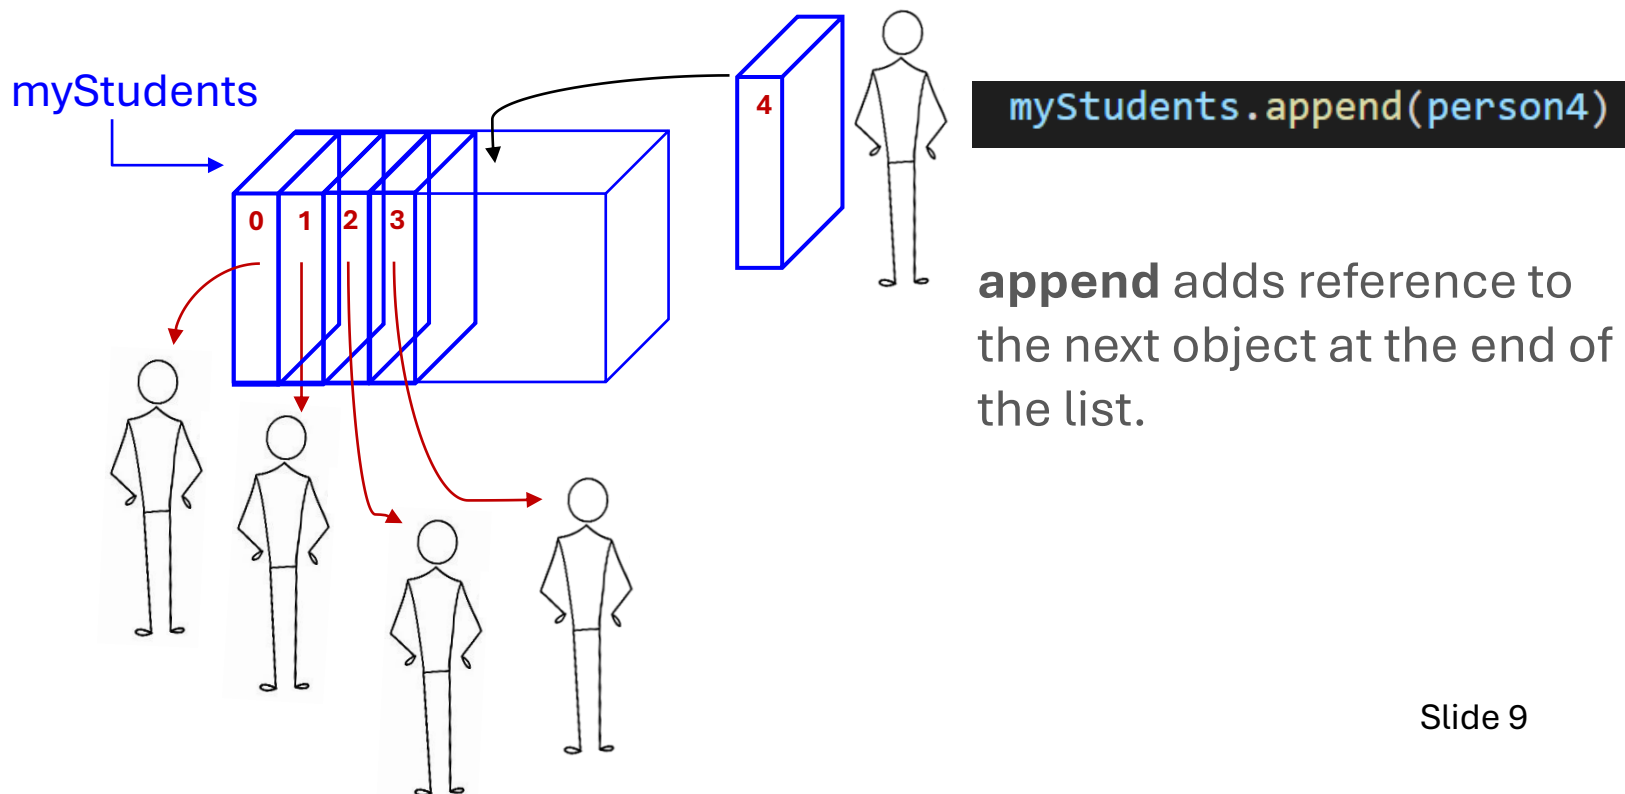 myStudents
0
1
2
3
4
myStudents.append(person4)
append adds reference to
the next object at the end of
the list.
Slide 9